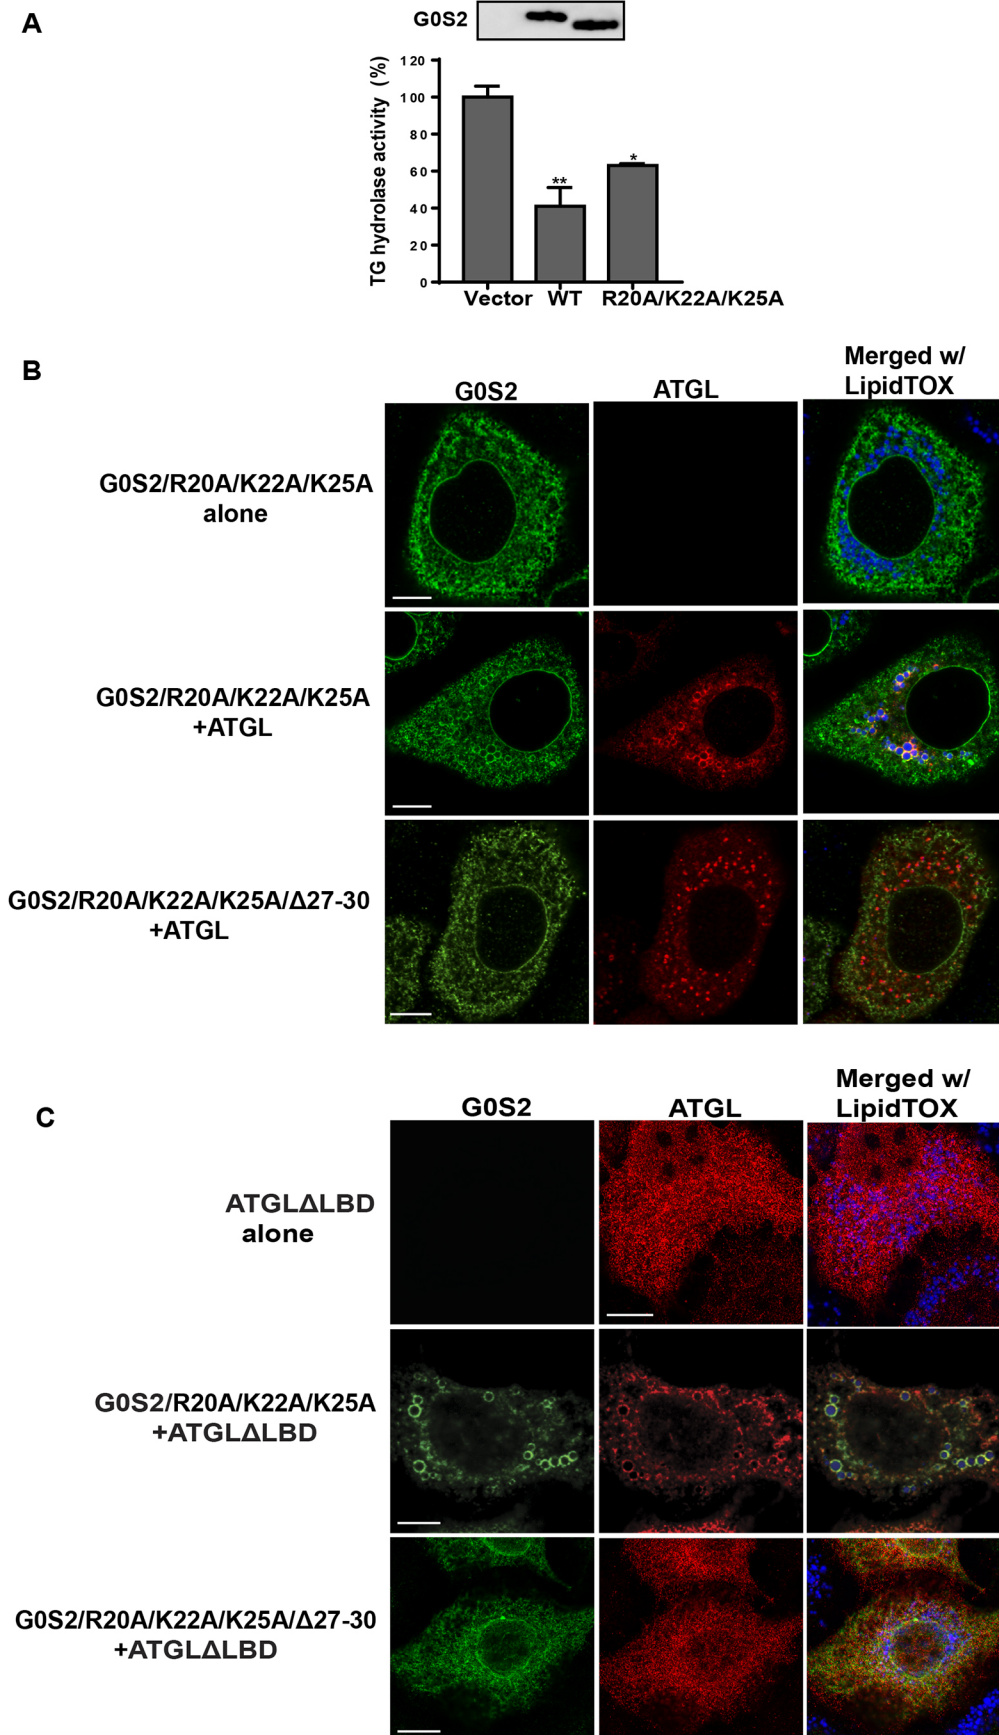 A
G0S2
TG hydrolase activity (%)
120
100
80
60
40
20
0
**
*
Vector WT R20A/K22A/K25A
B
G0S2 ATGL Merged w/
LipidTOX
G0S2/R20A/K22A/K25A
alone
G0S2/R20A/K22A/K25A
+ATGL
G0S2/R20A/K22A/K25A/Δ27-30
+ATGL
C
G0S2 ATGL Merged w/
LipidTOX
ATGLΔLBD
alone
G0S2/R20A/K22A/K25A
+ATGLΔLBD
G0S2/R20A/K22A/K25A/Δ27-30
+ATGLΔLBD